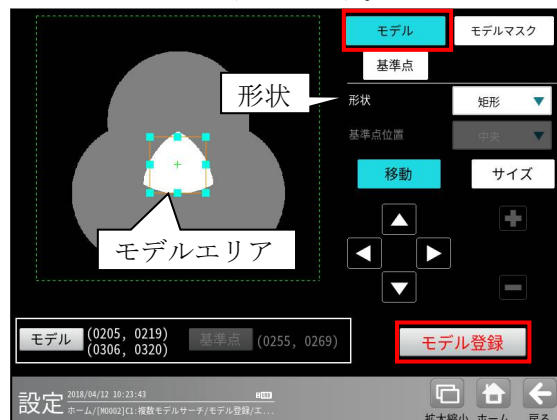 モデル モデルマスク
基準点
形状
形状 矩形
基準点位置 中央
移動 サイズ
モデルエリア
モデル (0205, 0219) 基準点 (0255, 0269)
(0306, 0320)
モデル登録
設定 2018/04/12 10:23:43
ホーム/[M0002]C1:複数モデルサーチ/モデル登録/エ...
拡大縮小 ホーム 戻る